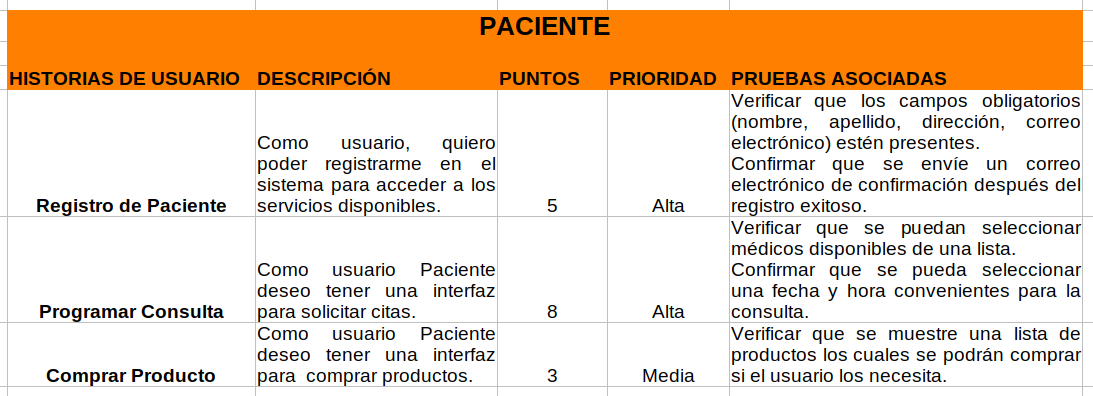 PACIENTE
HISTORIAS DE USUARIO DESCRIPCIÓN PUNTOS PRIORIDAD PRUEBAS ASOCIADAS
Registro de Paciente
Como usuario, quiero
poder registrarme en el
sistema para acceder a los
servicios disponibles.
5
Alta
Verificar que los campos obligatorios
(nombre, apellido, dirección, correo
electrónico) estén presentes.
Confirmar que se envíe un correo
electrónico de confirmación después del
registro exitoso.
Programar Consulta
Como usuario Paciente
deseo tener una interfaz
para solicitar citas.
8
Alta
Verificar que se puedan seleccionar
médicos disponibles de una lista.
Confirmar que se pueda seleccionar
una fecha y hora convenientes para la
consulta.
Comprar Producto
Como usuario Paciente
deseo tener una interfaz
para comprar productos.
3
Media
Verificar que se muestre una lista de
productos los cuales se podrán comprar
si el usuario los necesita.